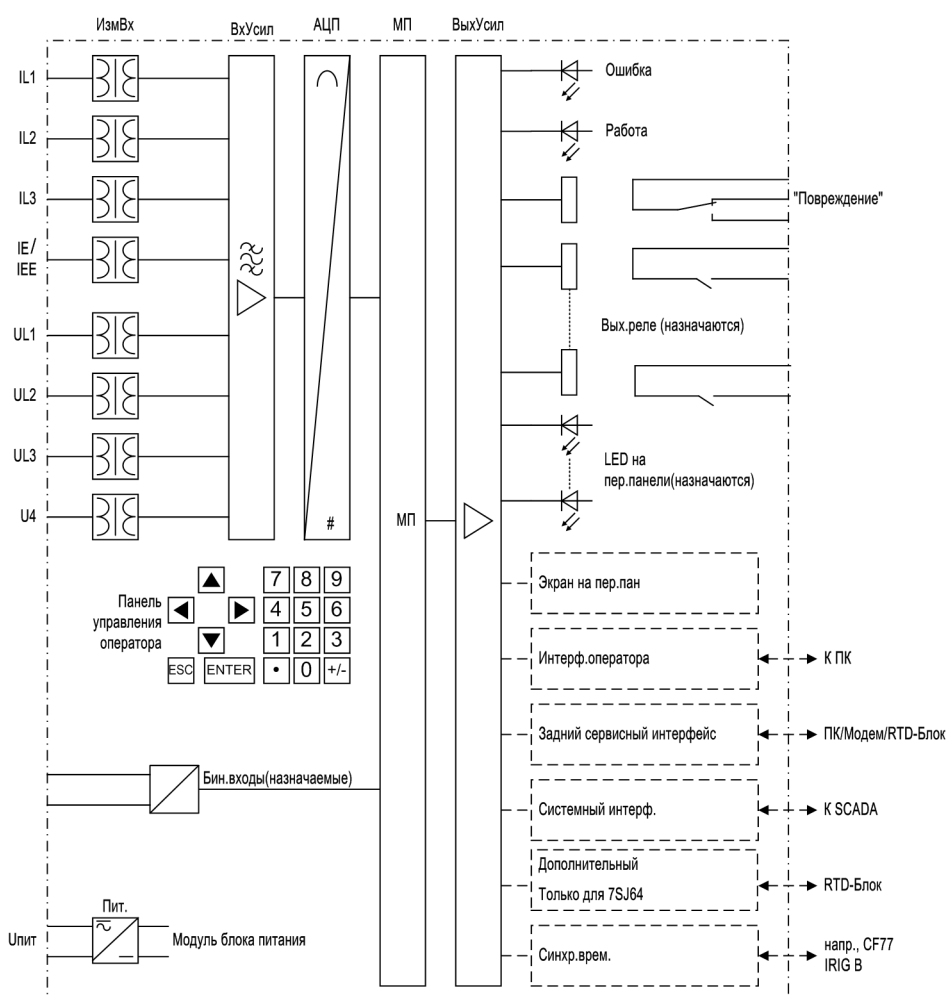 ИзмВх
ВхУсил
АЦП
МП
ВыхУсил
IL1
IL2
IL3
IE/
IEE
UL1
UL2
UL3
U4
#
МП
Ошибка
Работа
"Повреждение"
Вых.реле (назначаются)
LED на
пер.панели(назначаются)
Панель
управления
оператора
7 8 9
4 5 6
1 2 3
ESC ENTER • 0 +/-
Экран на пер.пан
Интерф.оператора
К ПК
Задний сервисный интерфейс
ПК/Модем/RTD-Блок
Бин.входы(назначаемые)
Системный интерф.
К SCADA
Дополнительный
Только для 7SJ64
RTD-Блок
Пит.
Uпит
Модуль блока питания
Синхр.врем.
напр., CF77
IRIG B